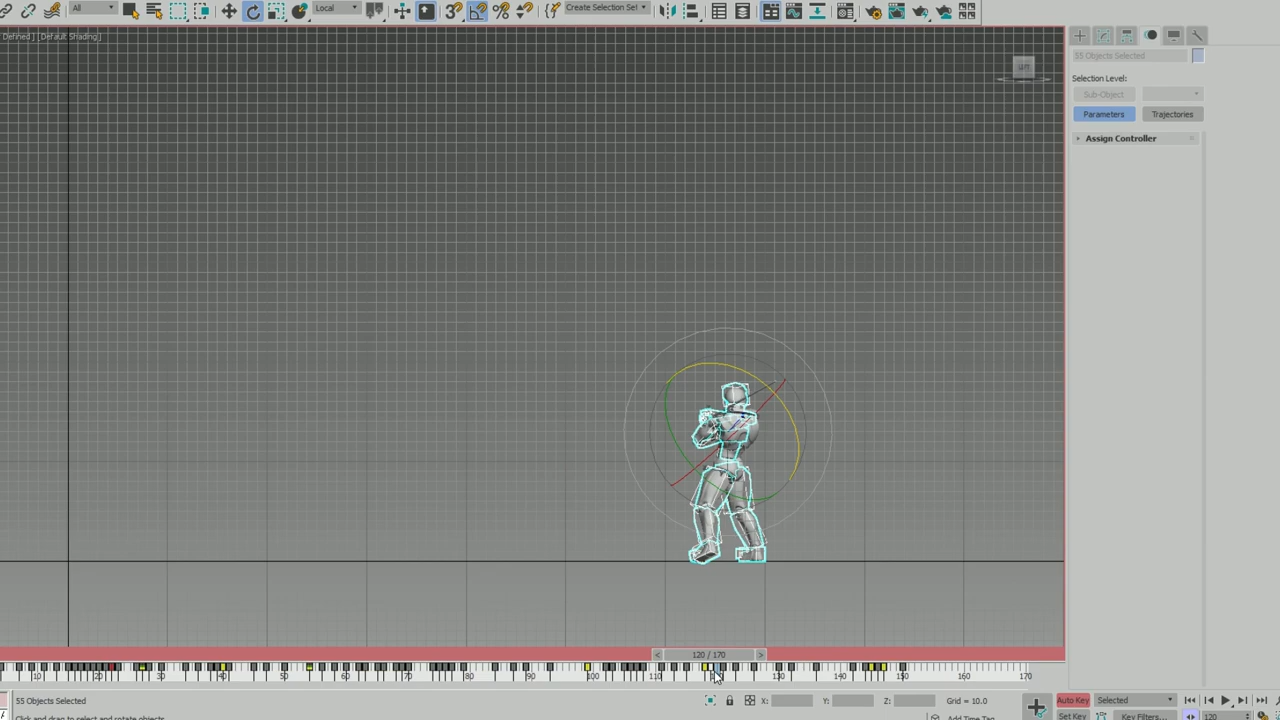 All
Local
Create Selection Sel
Defined ] [Default Shading ]
55 Objects Selected
Selection Level:
Sub-Object
Parameters
Trajectories
Assign Controller
120 / 170
10 20 30 40 50 60 70 80 90 100 110 120 130 140 150 160 170
55 Objects Selected
X:
Y:
Z:
Grid = 10.0
Auto Key
Selected
Click and drag to select and rotate objects
Add Time Tag
Set Key
Key Filters...
120